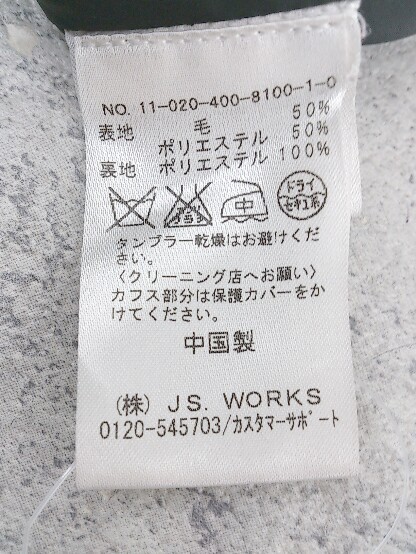 NO. 11-020-400-8100-1-0
表地 毛 50%
ポリエステル 50%
裏地 ポリエステル 100%
中 ドライ セキユ系
タンブラー乾燥はお避けくだ
さい。
〈クリーニング店へお願い〉
カフス部分は保護カバーをか
けてください。
中国製
(株) JS. WORKS
0120-545703/カスタマーサポート